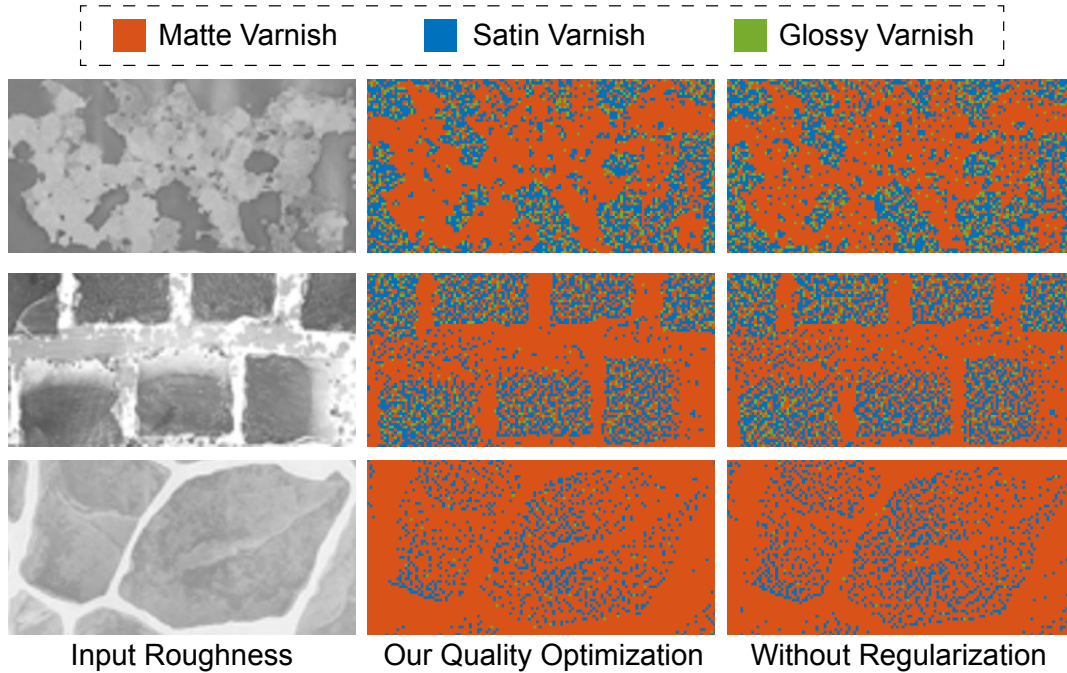 Matte Varnish Satin Varnish Glossy Varnish
Input Roughness Our Quality Optimization Without Regularization